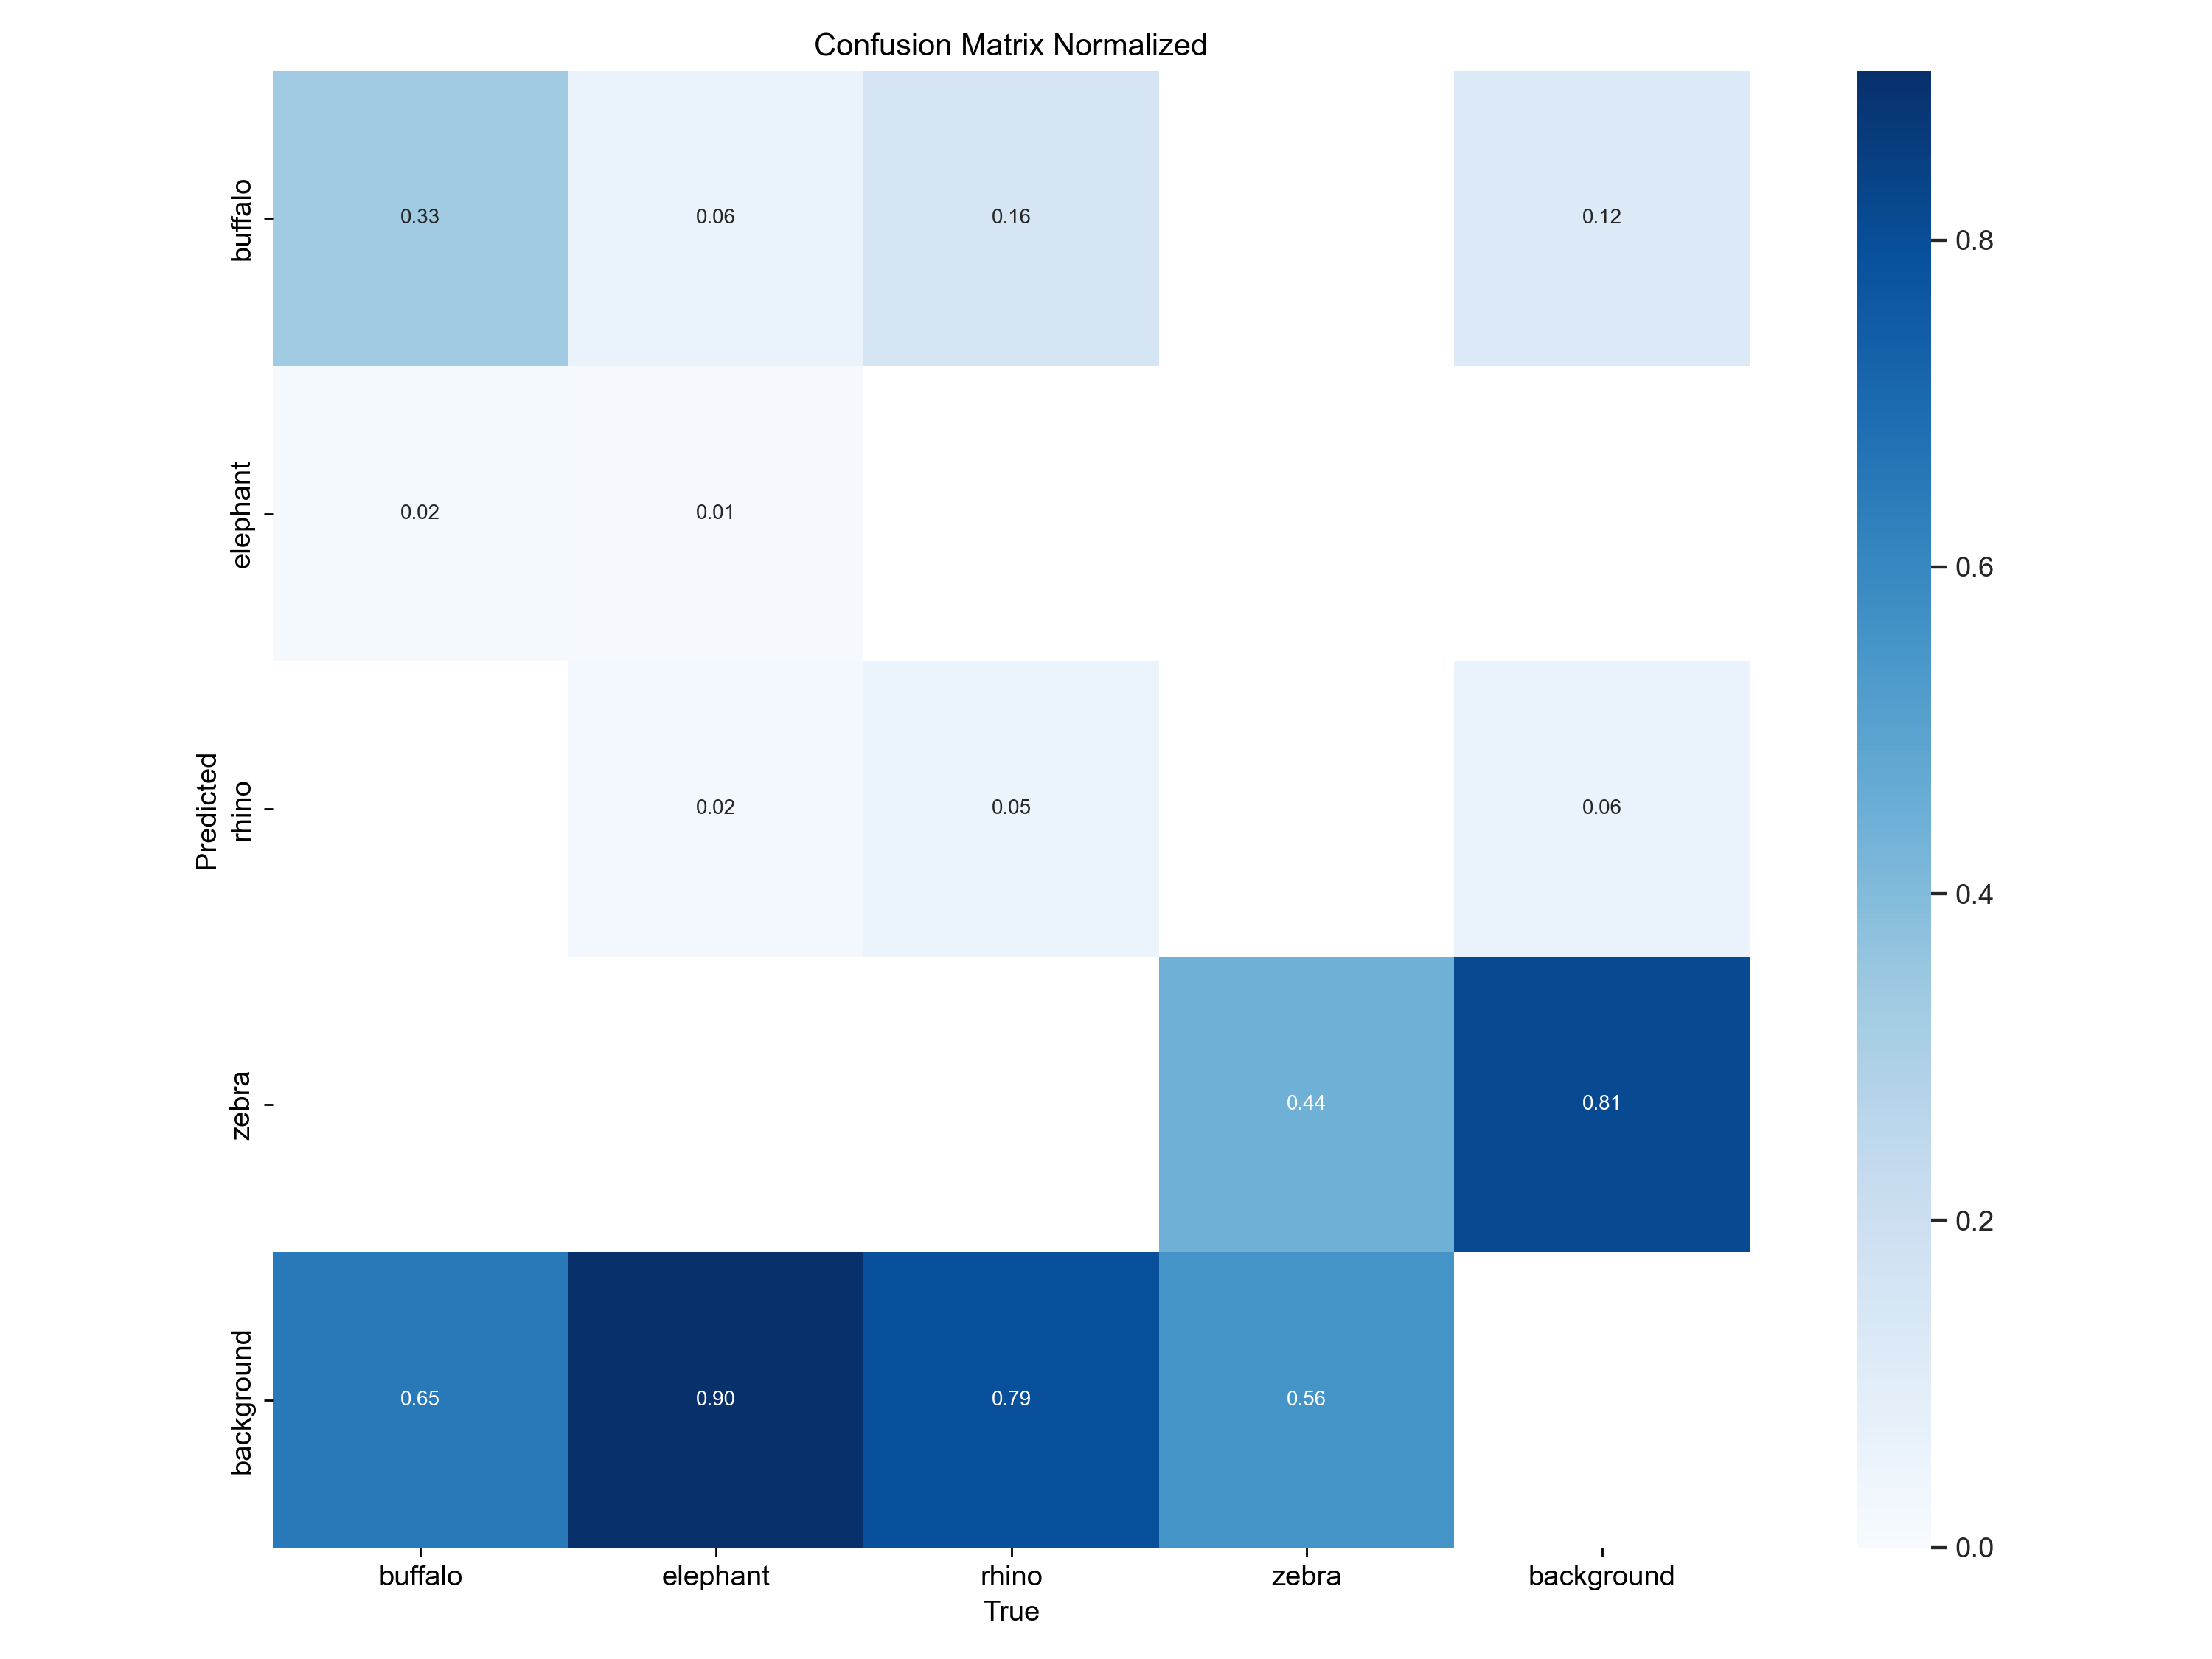 Confusion Matrix Normalized
buffalo
0.33
0.06
0.16
0.12
elephant
0.02
0.01
Predicted
rhino
0.02
0.05
0.06
zebra
0.44
0.81
background
0.65
0.90
0.79
0.56
buffalo
elephant
rhino
zebra
background
True
0.8
0.6
0.4
0.2
0.0